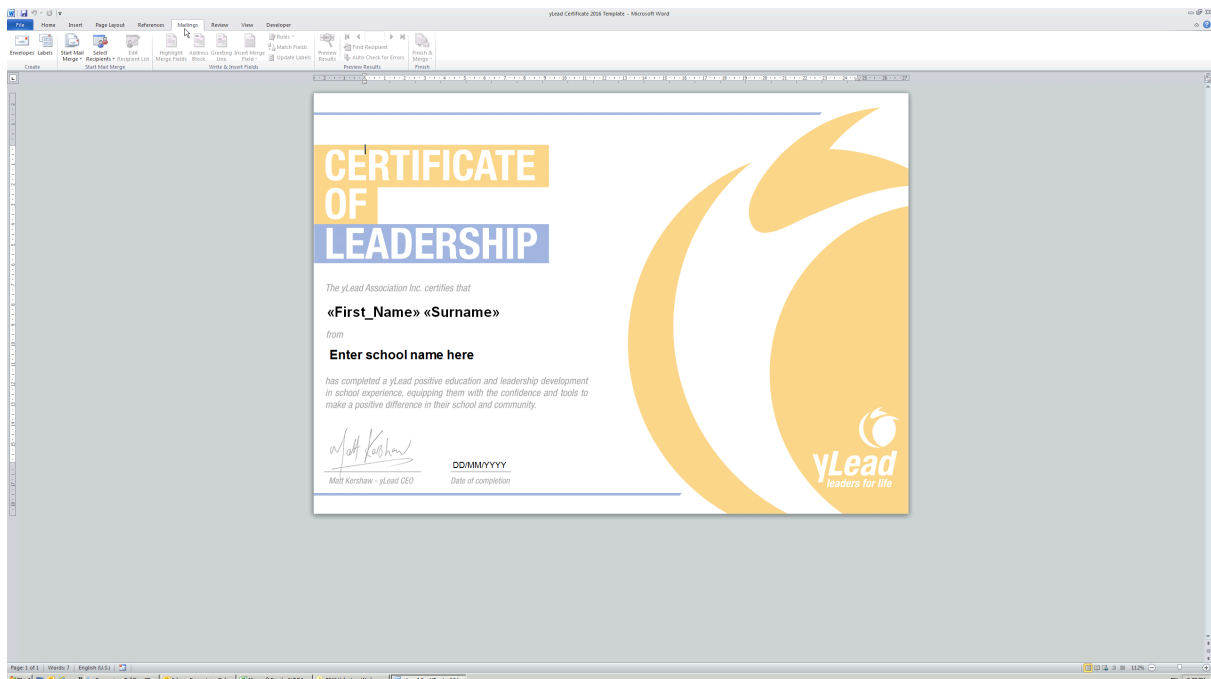 yLead Certificate 2016 Template - Microsoft Word
File Home Insert Page Layout References Mailings Review View Developer
Envelopes Labels Start Mail Merge Select Recipients Edit Recipient List Highlight Merge Fields Address Block Greeting Line Insert Merge Field Rules Match Fields Update Labels Preview Results Find Recipient Auto Check for Errors Finish & Merge
Create Start Mail Merge Write & Insert Fields Preview Results Finish
CERTIFICATE
OF
LEADERSHIP
The yLead Association Inc. certifies that
«First_Name» «Surname»
from
Enter school name here
has completed a yLead positive education and leadership development
in school experience, equipping them with the confidence and tools to
make a positive difference in their school and community.
Matt Kershaw
DD/MM/YYYY
Matt Kershaw - yLead CEO Date of completion
yLead
leaders for life
Page: 1 of 1 Words: 7 English (U.S.) 112%